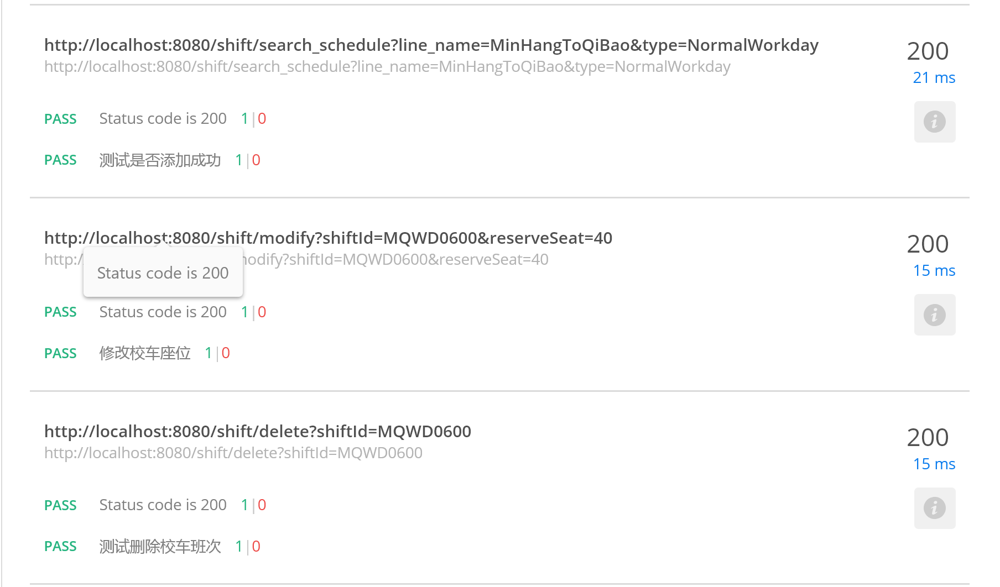 http://localhost:8080/shift/search_schedule?line_name=MinHangToQiBao&type=NormalWorkday
200
http://localhost:8080/shift/search_schedule?line_name=MinHangToQiBao&type=NormalWorkday
21 ms
PASS Status code is 200 1|0
PASS 测试是否添加成功 1|0
http://localhost:8080/shift/modify?shiftId=MQWD0600&reserveSeat=40
200
http:/ modify?shiftId=MQWD0600&reserveSeat=40
15 ms
Status code is 200
PASS Status code is 200 1|0
PASS 修改校车座位 1|0
http://localhost:8080/shift/delete?shiftId=MQWD0600
200
http://localhost:8080/shift/delete?shiftId=MQWD0600
15 ms
PASS Status code is 200 1|0
PASS 测试删除校车班次 1|0